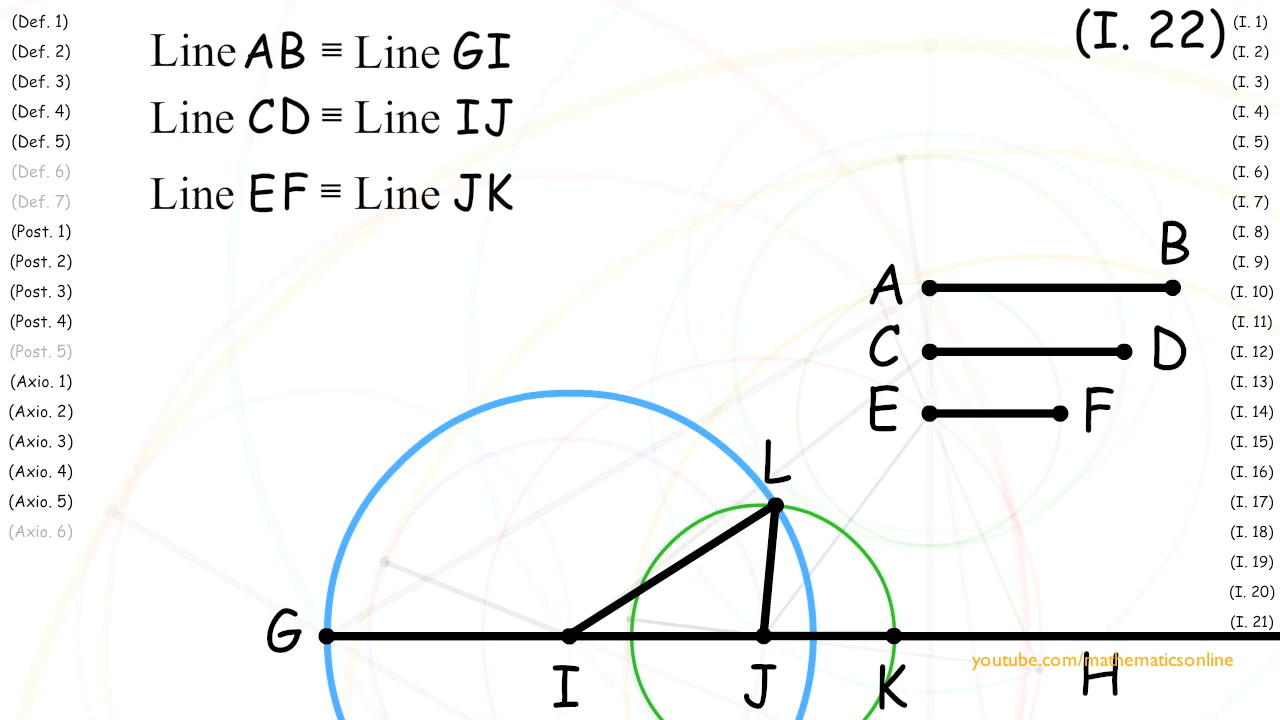 (Def. 1)
(Def. 2)
(Def. 3)
(Def. 4)
(Def. 5)
(Def. 6)
(Def. 7)
(Post. 1)
(Post. 2)
(Post. 3)
(Post. 4)
(Post. 5)
(Axio. 1)
(Axio. 2)
(Axio. 3)
(Axio. 4)
(Axio. 5)
(Axio. 6)
Line AB ≡ Line GI
Line CD ≡ Line IJ
Line EF ≡ Line JK
(I. 22)
(I. 1)
(I. 2)
(I. 3)
(I. 4)
(I. 5)
(I. 6)
(I. 7)
(I. 8)
(I. 9)
(I. 10)
(I. 11)
(I. 12)
(I. 13)
(I. 14)
(I. 15)
(I. 16)
(I. 17)
(I. 18)
(I. 19)
(I. 20)
(I. 21)
A B
C D
E F
L
G
I J K H
youtube.com/mathematicsonline